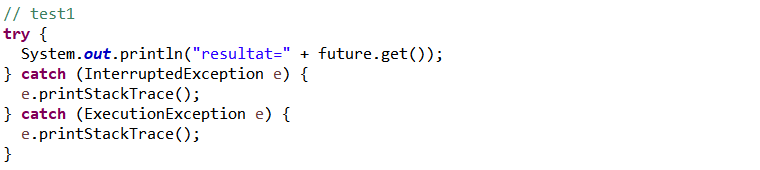 // test1
try {
  System.out.println("resultat=" + future.get());
} catch (InterruptedException e) {
  e.printStackTrace();
} catch (ExecutionException e) {
  e.printStackTrace();
}